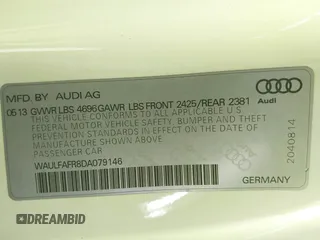 MFD. BY AUDI AG
05 13 GVWR LBS 4696 GAWR LBS FRONT 2425/REAR 2381
THIS VEHICLE CONFORMS TO ALL APPLICABLE U.S.
FEDERAL MOTOR VEHICLE SAFETY, BUMPER AND THEFT
PREVENTION STANDARDS IN EFFECT ON THE DATE OF
MANUFACTURE SHOWN ABOVE.
PASSENGER CAR
WAULFAFR8DA079146
GERMANY
Audi
2040814
© DREAMBID